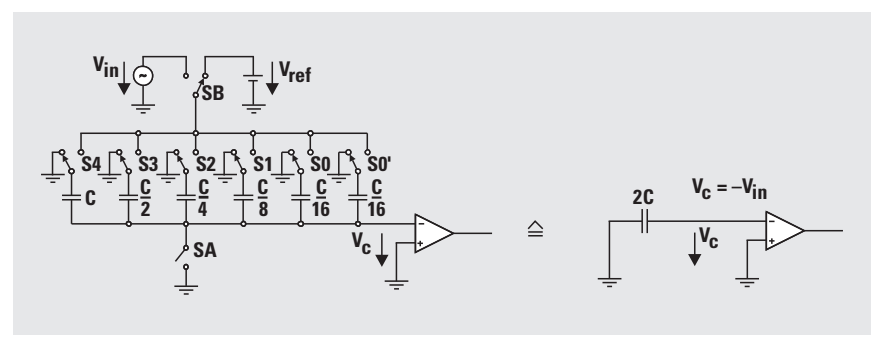 Vin
~
SB
Vref
S4
S3
S2
S1
S0
S0'
C
C
2
C
4
C
8
C
16
C
16
SA
Vc
−
+
≙
2C
Vc = −Vin
Vc
−
+